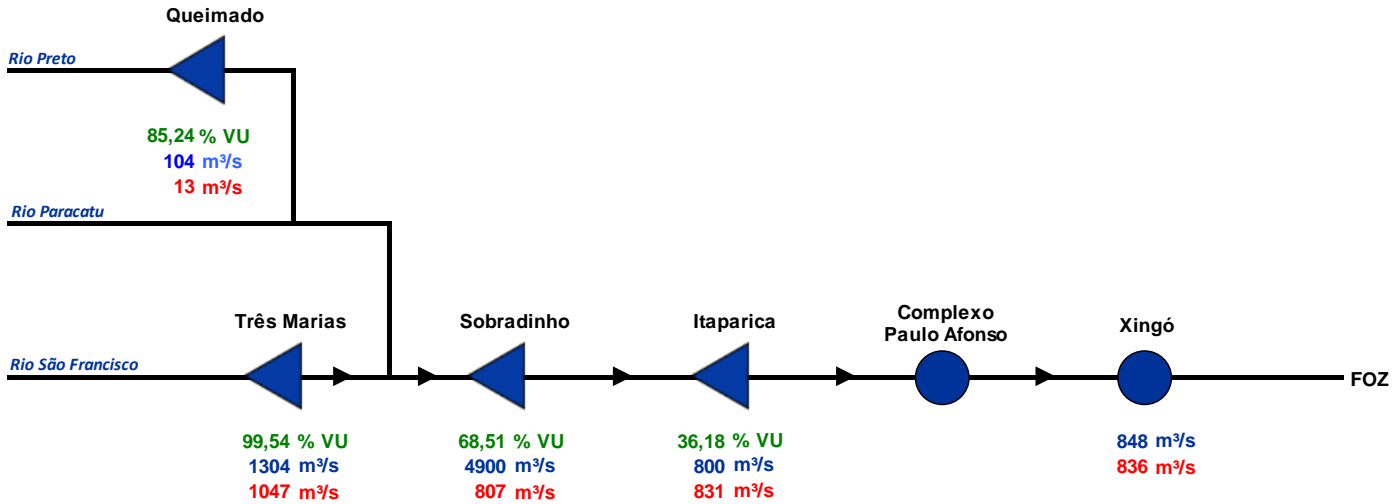 Queimado
Rio Preto
85,24 % VU
104 m³/s
13 m³/s
Rio Paracatu
Três Marias
Sobradinho
Itaparica
Complexo
Paulo Afonso
Xingó
Rio São Francisco
FOZ
99,54 % VU
1304 m³/s
1047 m³/s
68,51 % VU
4900 m³/s
807 m³/s
36,18 % VU
800 m³/s
831 m³/s
848 m³/s
836 m³/s